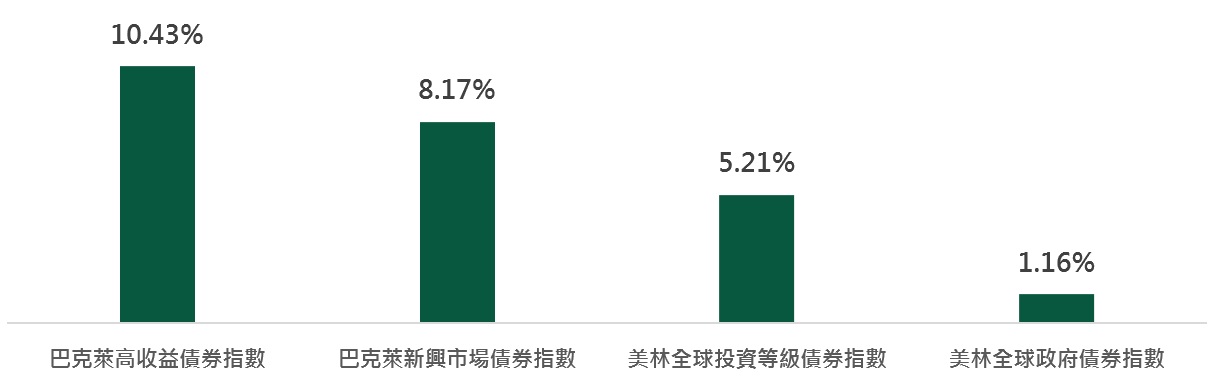 10.43%
8.17%
5.21%
1.16%
巴克萊高收益債券指數
巴克萊新興市場債券指數
美林全球投資等級債券指數
美林全球政府債券指數